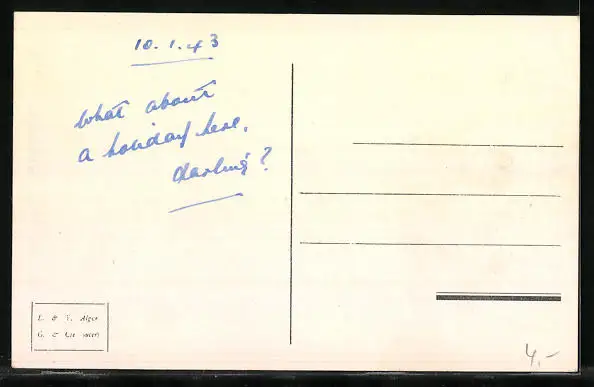 10.1.43
What about
a holiday here,
darling?
L. & Y. Alger
G. &
4.-